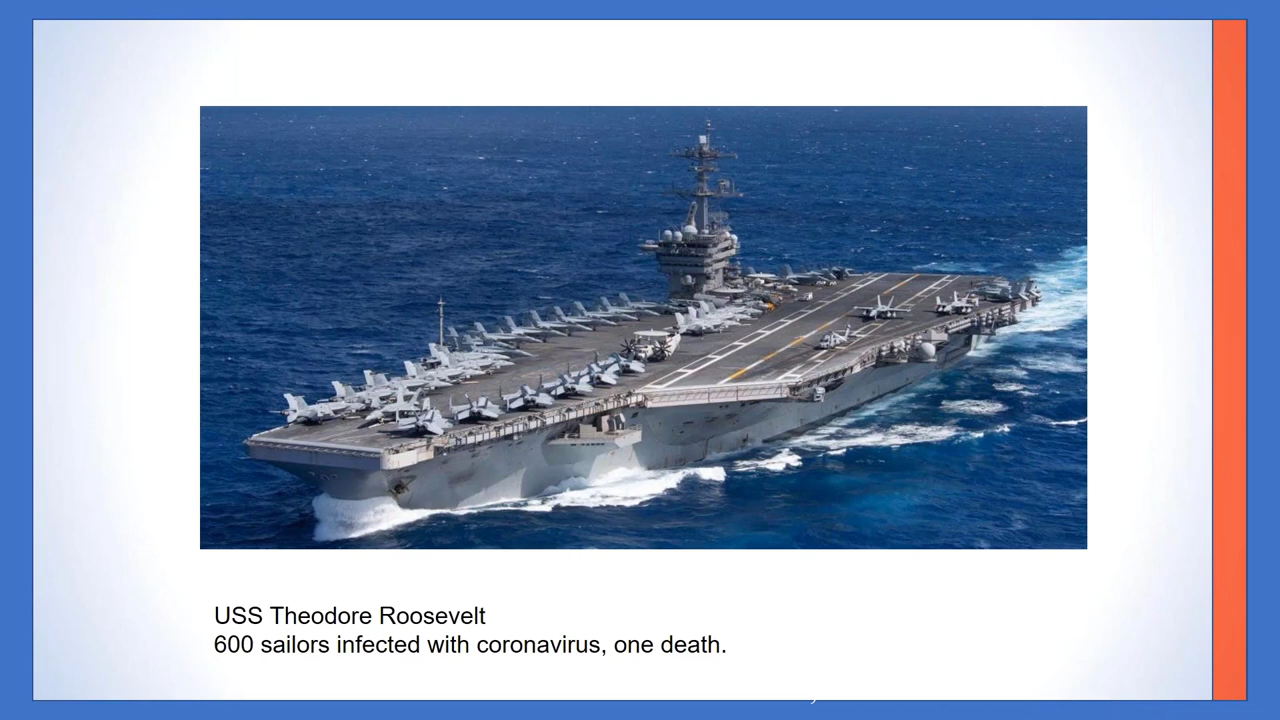 USS Theodore Roosevelt
600 sailors infected with coronavirus, one death.